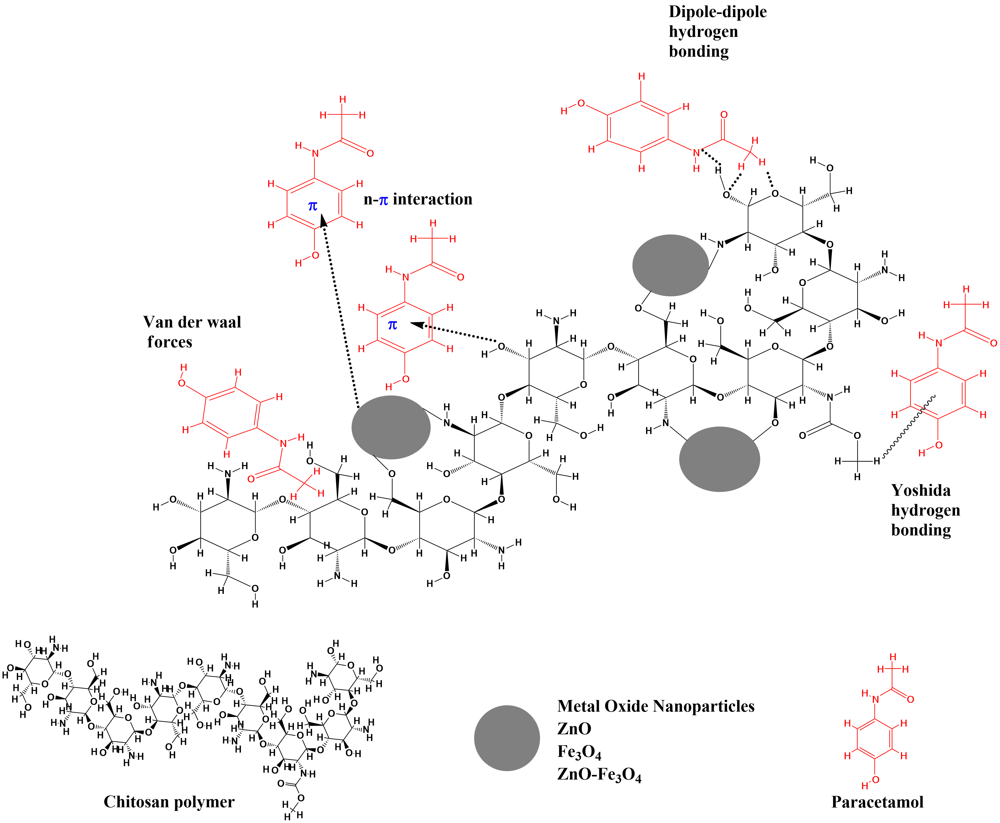 Dipole-dipole
hydrogen
bonding
n-π interaction
π
π
Van der waal
forces
Yoshida
hydrogen
bonding
Metal Oxide Nanoparticles
ZnO
Fe₃O₄
ZnO-Fe₃O₄
Chitosan polymer
Paracetamol